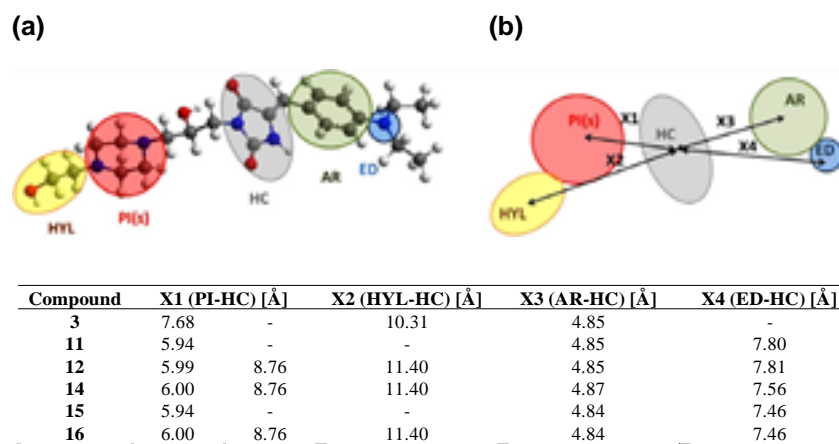 (a)
(b)
HYL
PI(s)
HC
AR
ED
PI(s)
X1
HC
X3
AR
X2
X4
ED
HYL
Compound X1 (PI-HC) [Å] X2 (HYL-HC) [Å] X3 (AR-HC) [Å] X4 (ED-HC) [Å]
3 7.68 - 10.31 4.85 -
11 5.94 - - 4.85 7.80
12 5.99 8.76 11.40 4.85 7.81
14 6.00 8.76 11.40 4.87 7.56
15 5.94 - - 4.84 7.46
16 6.00 8.76 11.40 4.84 7.46